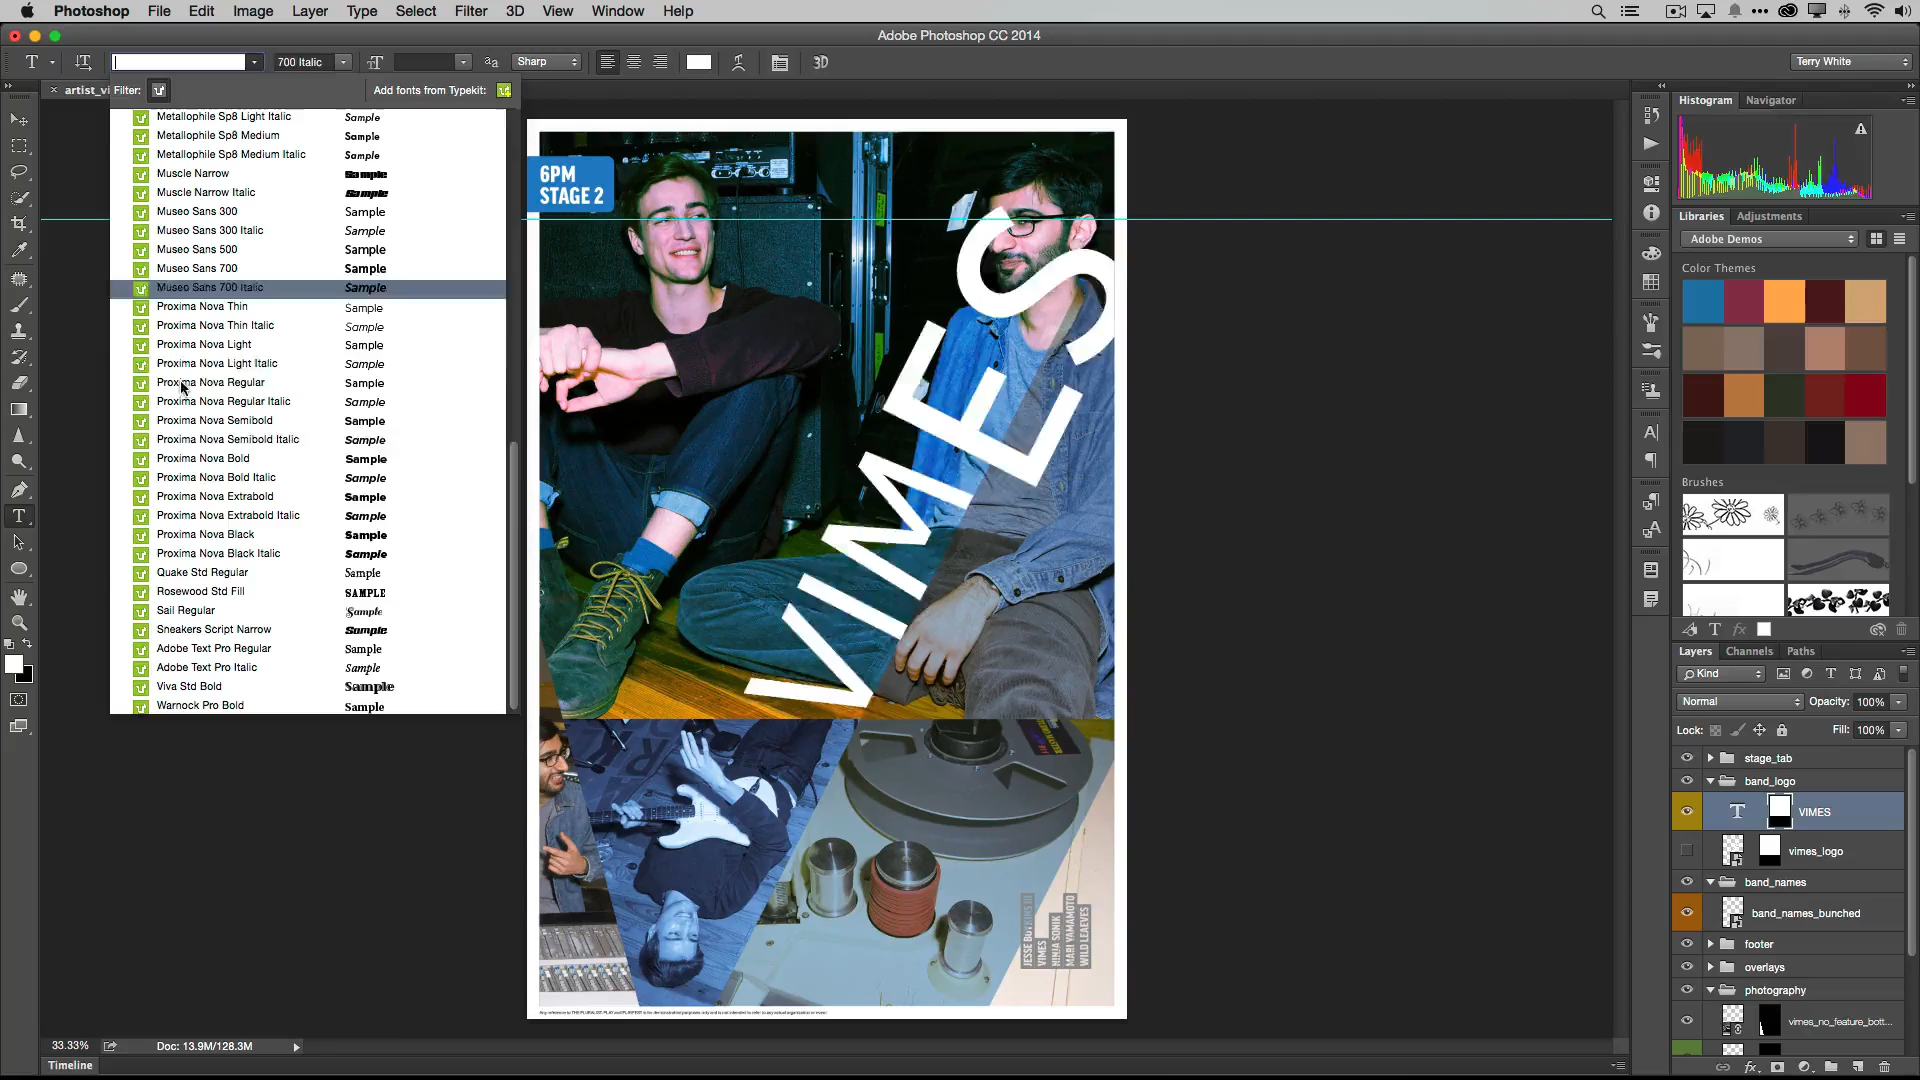 Photoshop File Edit Image Layer Type Select Filter 3D View Window Help
Adobe Photoshop CC 2014
T 700 Italic Sharp 3D Terry White
artist_vi
Filter: Add fonts from Typekit:
Metallophile Sp8 Light Italic Sample
Metallophile Sp8 Medium Sample
Metallophile Sp8 Medium Italic Sample
Muscle Narrow Sample
Muscle Narrow Italic Sample
Museo Sans 300 Sample
Museo Sans 300 Italic Sample
Museo Sans 500 Sample
Museo Sans 700 Sample
Museo Sans 700 Italic Sample
Proxima Nova Thin Sample
Proxima Nova Thin Italic Sample
Proxima Nova Light Sample
Proxima Nova Light Italic Sample
Proxima Nova Regular Sample
Proxima Nova Regular Italic Sample
Proxima Nova Semibold Sample
Proxima Nova Semibold Italic Sample
Proxima Nova Bold Sample
Proxima Nova Bold Italic Sample
Proxima Nova Extrabold Sample
Proxima Nova Extrabold Italic Sample
Proxima Nova Black Sample
Proxima Nova Black Italic Sample
Quake Std Regular Sample
Rosewood Std Fill SAMPLE
Sail Regular Sample
Sneakers Script Narrow Sample
Adobe Text Pro Regular Sample
Adobe Text Pro Italic Sample
Viva Std Bold Sample
Warnock Pro Bold Sample
6PM
STAGE 2
VIMES
VIMES
NINJA SONIK
MARI YAMAMOTO
WILD LEAEVES
33.33% Doc: 13.9M/128.3M
Timeline
Histogram Navigator
Libraries Adjustments
Adobe Demos
Color Themes
Brushes
Layers Channels Paths
Kind
Normal Opacity: 100%
Lock: Fill: 100%
stage_tab
band_logo
VIMES
vimes_logo
band_names
band_names_bunched
footer
overlays
photography
vimes_no_feature_bott...